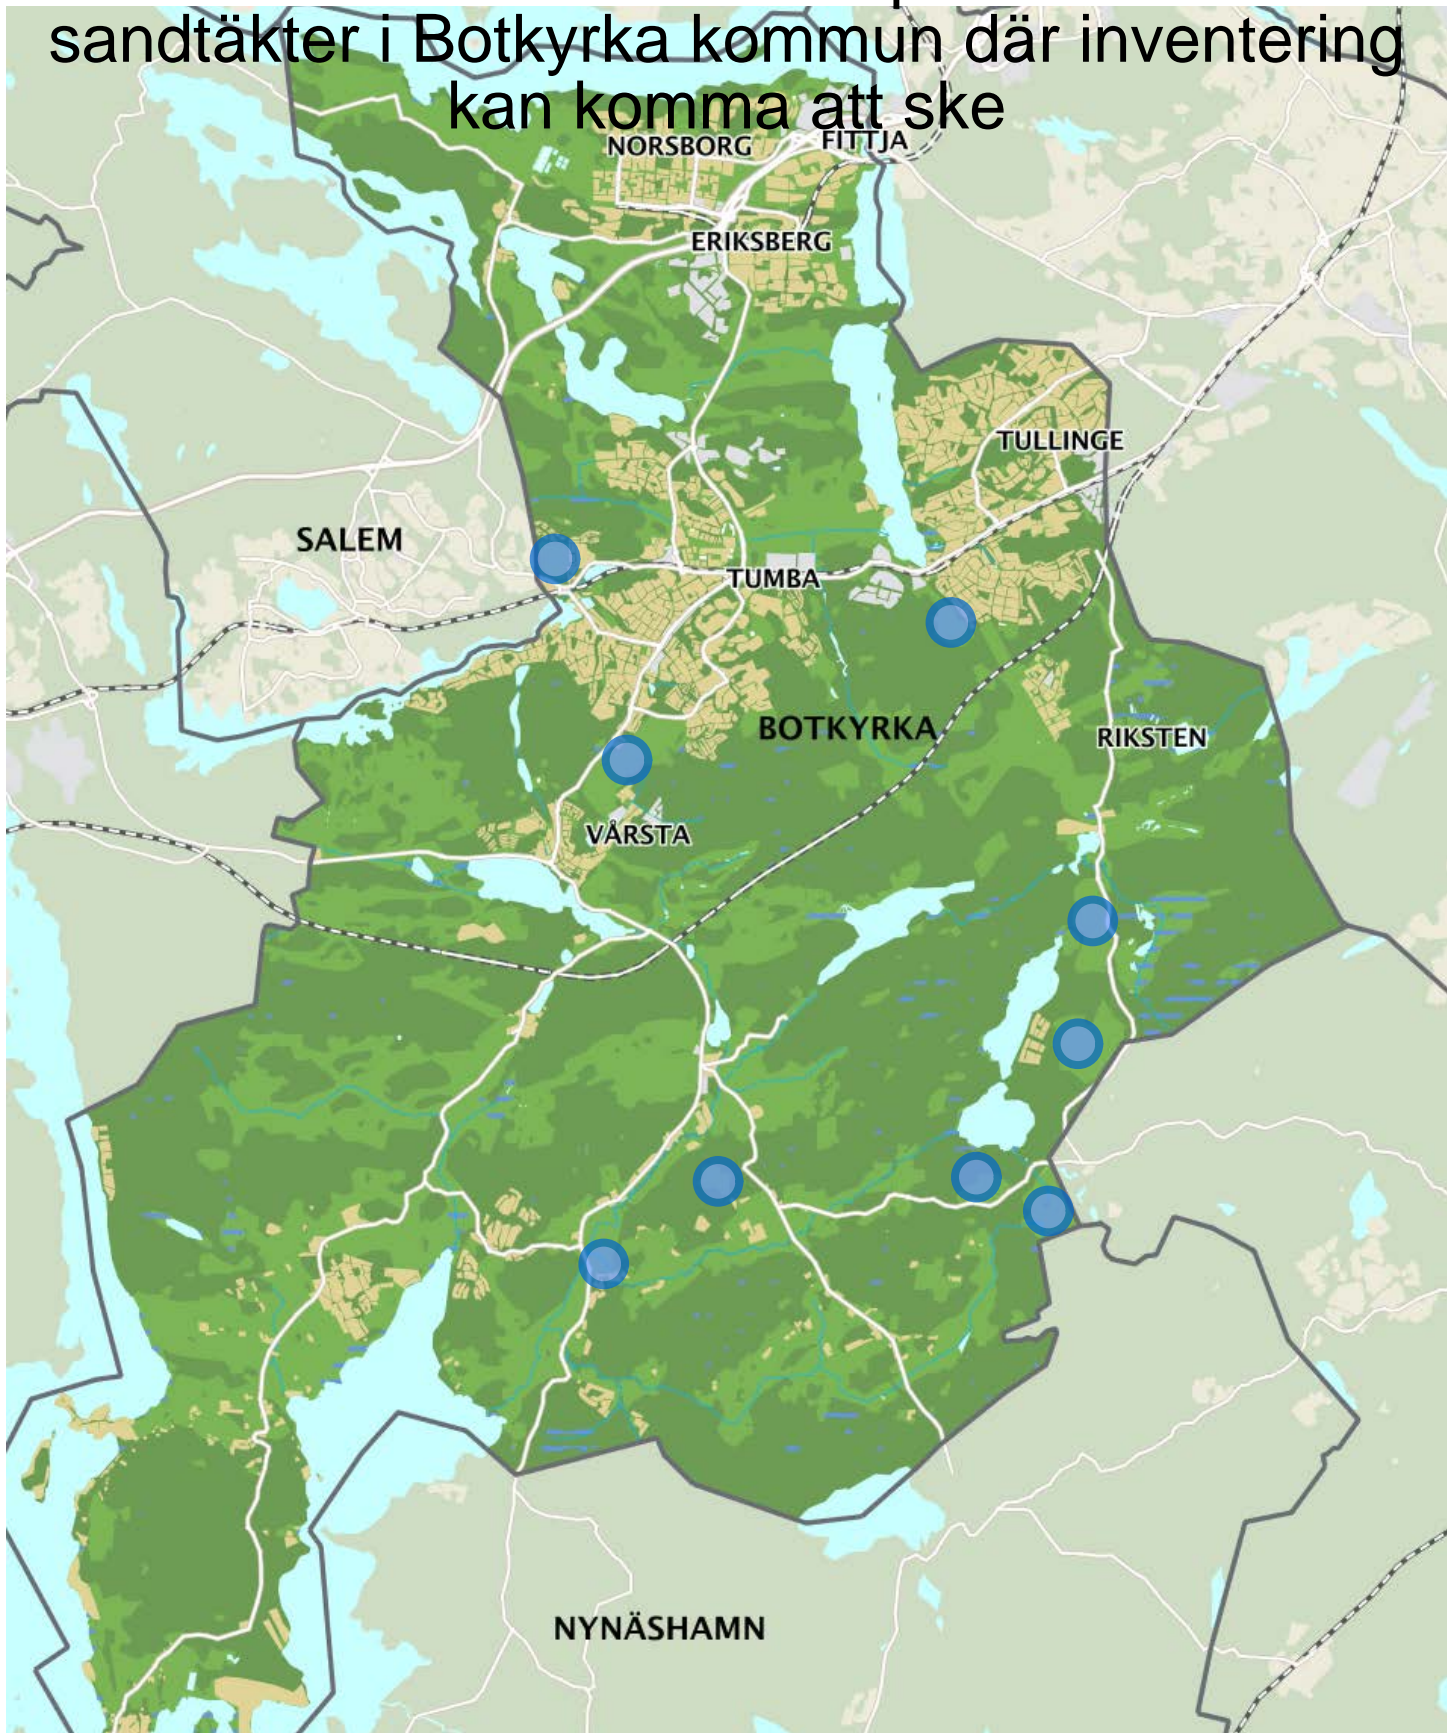 sandtäkter i Botkyrka kommun där inventering
kan komma att ske
NORSBORG
FITTJA
ERIKSBERG
TULLINGE
SALEM
TUMBA
BOTKYRKA
RIKSTEN
VÅRSTA
NYNÄSHAMN